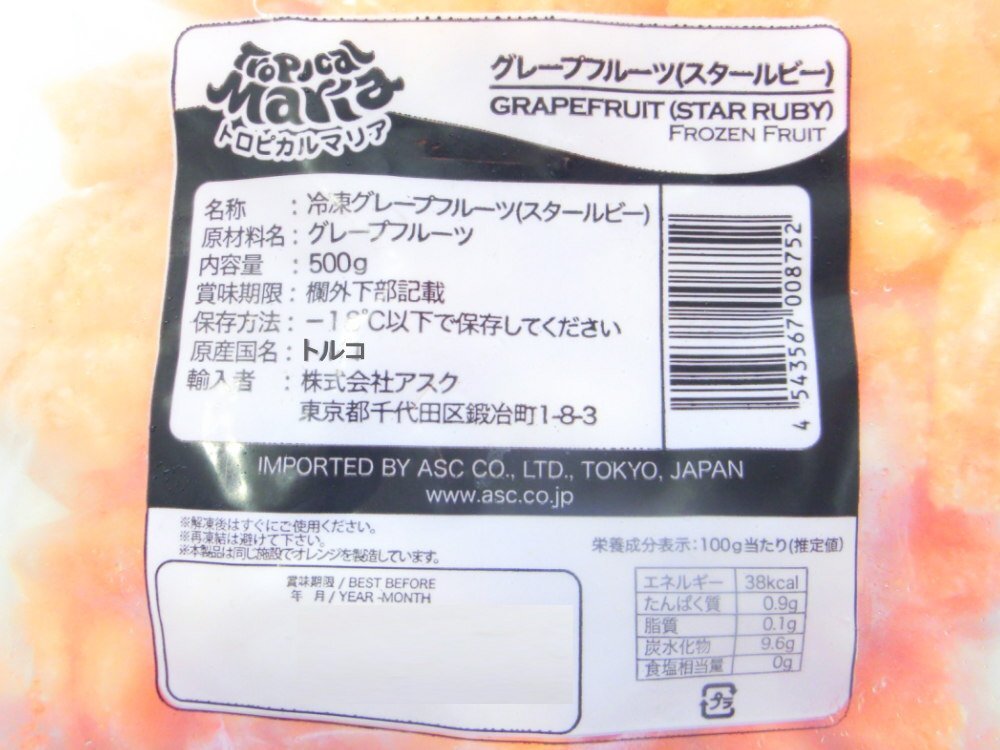 Tropical
Maria
トロピカルマリア
グレープフルーツ(スタールビー)
GRAPEFRUIT (STAR RUBY)
FROZEN FRUIT
名称 : 冷凍グレープフルーツ(スタールビー)
原材料名 : グレープフルーツ
内容量 : 500g
賞味期限 : 欄外下部記載
保存方法 : −18℃以下で保存してください
原産国名 : トルコ
輸入者 : 株式会社アスク
東京都千代田区鍛冶町1-8-3
4 543567 008752
IMPORTED BY ASC CO., LTD., TOKYO, JAPAN
www.asc.co.jp
※解凍後はすぐにご使用ください。
※再凍結は避けて下さい。
※本製品は同じ施設でオレンジを製造しています。
賞味期限 / BEST BEFORE
年 月 / YEAR -MONTH
栄養成分表示:100g当たり(推定値)
エネルギー 38kcal
たんぱく質 0.9g
脂質 0.1g
炭水化物 9.6g
食塩相当量 0g
プラ